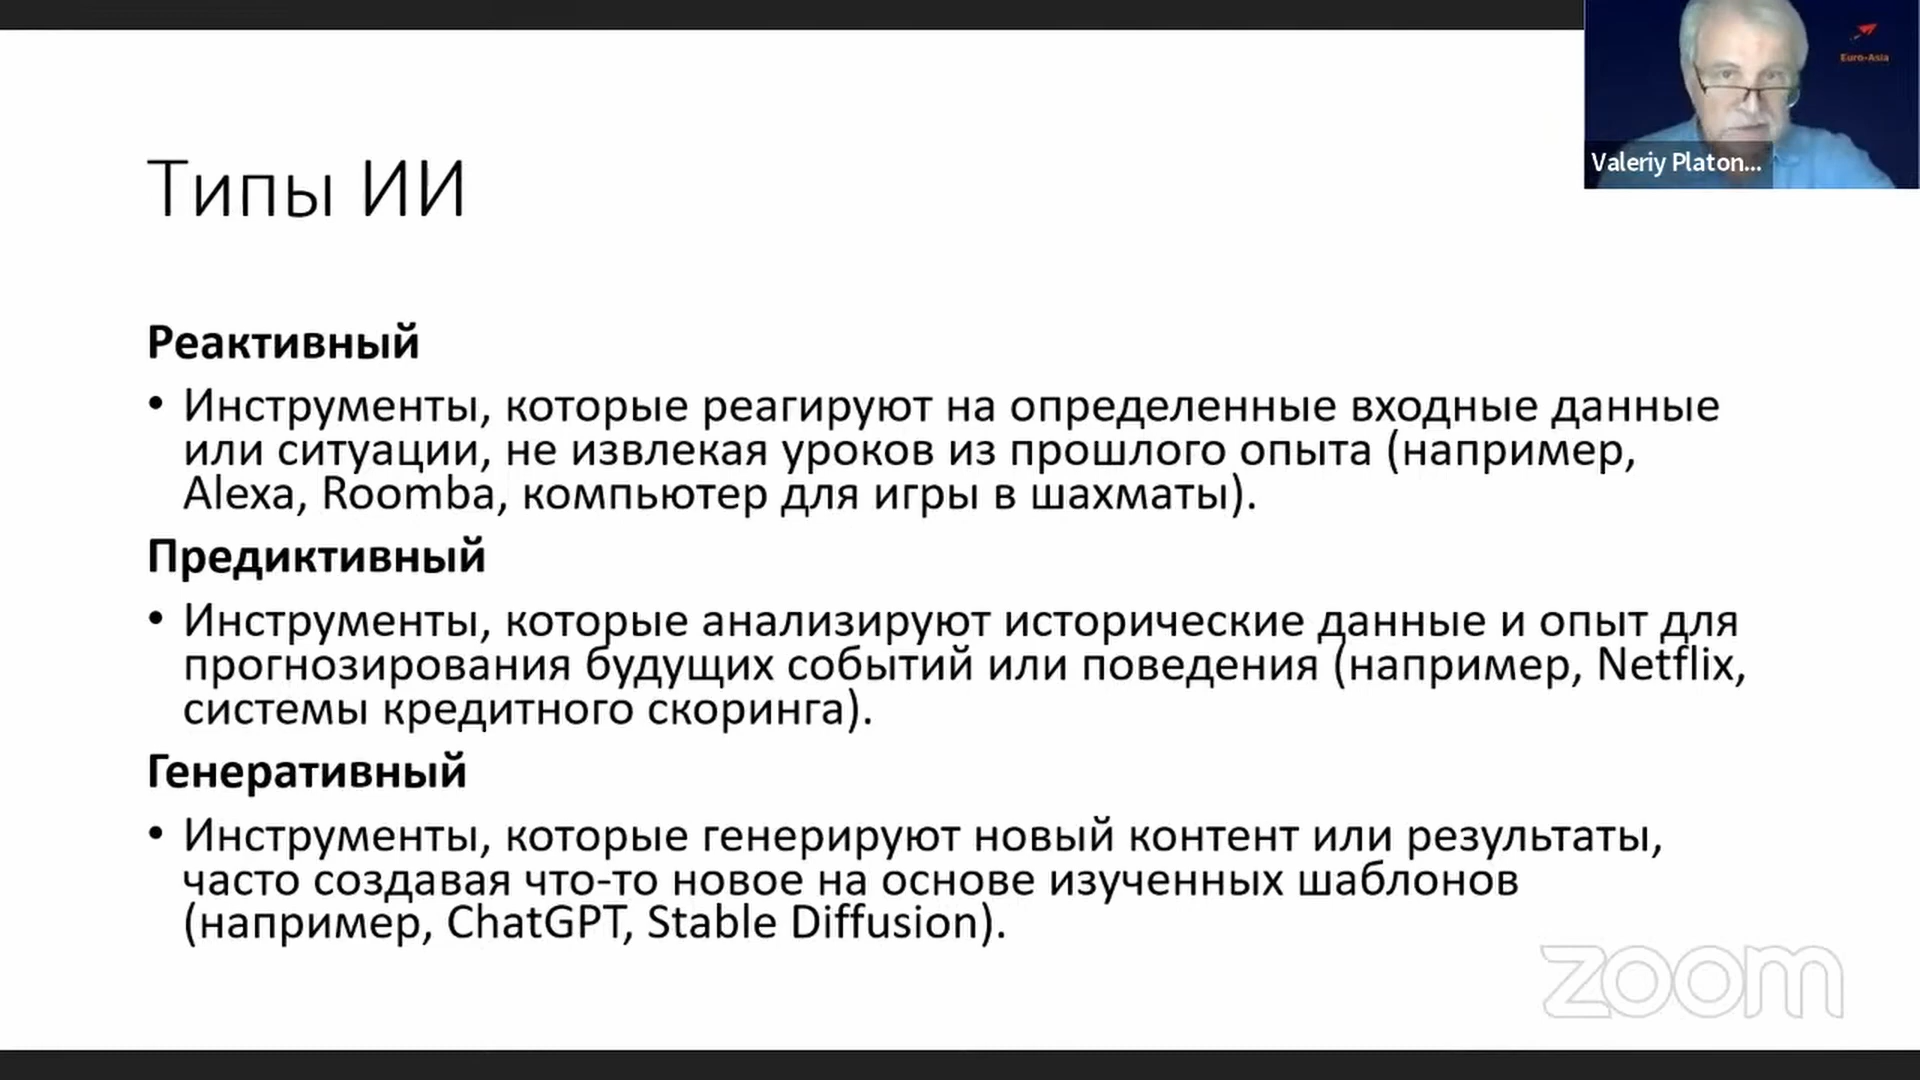 Euro-Asia
Valeriy Platon...
Типы ИИ
Реактивный
• Инструменты, которые реагируют на определенные входные данные
или ситуации, не извлекая уроков из прошлого опыта (например,
Alexa, Roomba, компьютер для игры в шахматы).
Предиктивный
• Инструменты, которые анализируют исторические данные и опыт для
прогнозирования будущих событий или поведения (например, Netflix,
системы кредитного скоринга).
Генеративный
• Инструменты, которые генерируют новый контент или результаты,
часто создавая что-то новое на основе изученных шаблонов
(например, ChatGPT, Stable Diffusion).
zoom